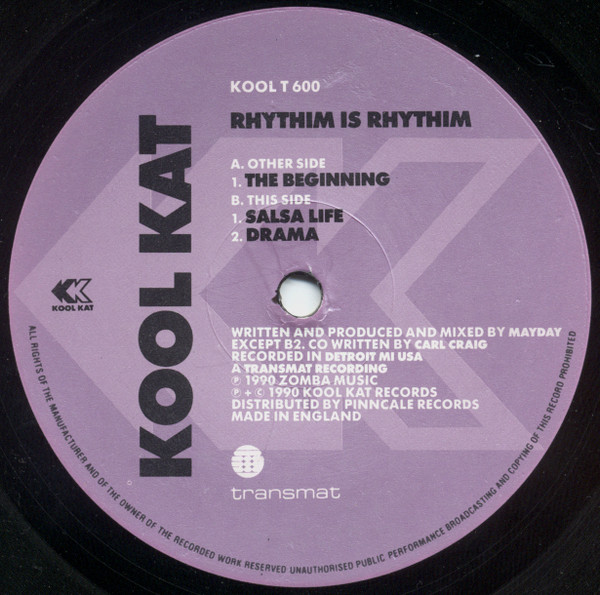 KOOL T 600
RHYTHIM IS RHYTHIM
A. OTHER SIDE
1. THE BEGINNING
B. THIS SIDE
1. SALSA LIFE
2. DRAMA
KOOL KAT
KOOL KAT
WRITTEN AND PRODUCED AND MIXED BY MAYDAY
EXCEPT B2. CO WRITTEN BY CARL CRAIG
RECORDED IN DETROIT MI USA
A TRANSMAT RECORDING
℗ 1990 ZOMBA MUSIC
℗ + © 1990 KOOL KAT RECORDS
DISTRIBUTED BY PINNCALE RECORDS
MADE IN ENGLAND
transmat
ALL RIGHTS OF THE MANUFACTURER AND OF THE OWNER OF THE RECORDED WORK RESERVED UNAUTHORISED PUBLIC PERFORMANCE BROADCASTING AND COPYING OF THIS RECORD PROHIBITED